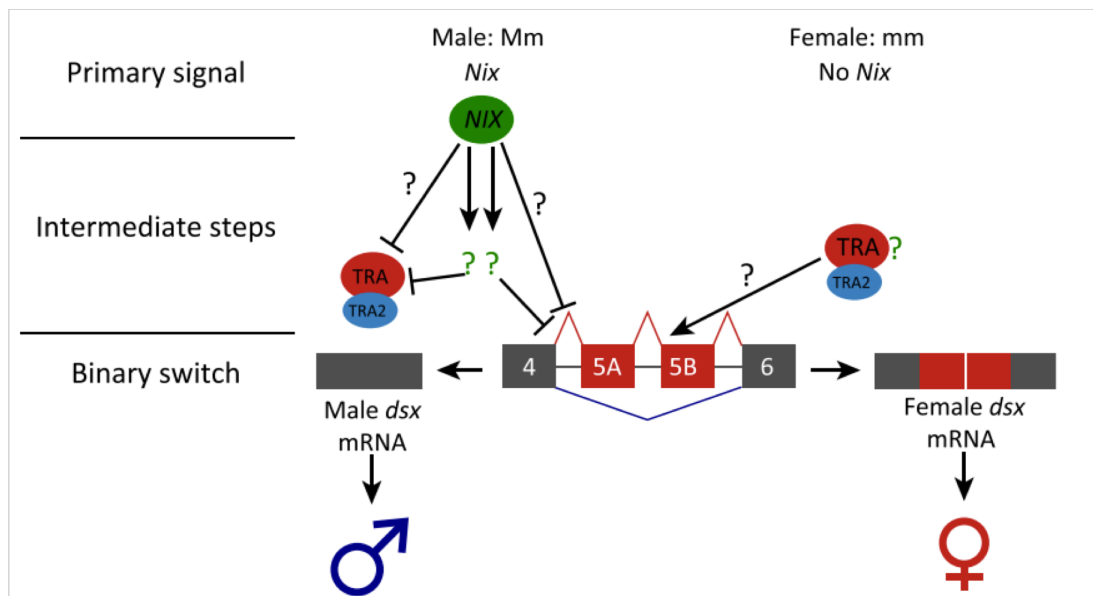 Primary signal
Male: Mm
Nix
Female: mm
No Nix
NIX
Intermediate steps
?
?
? ?
TRA
TRA2
?
TRA?
TRA2
Binary switch
4
5A
5B
6
Male dsx
mRNA
Female dsx
mRNA